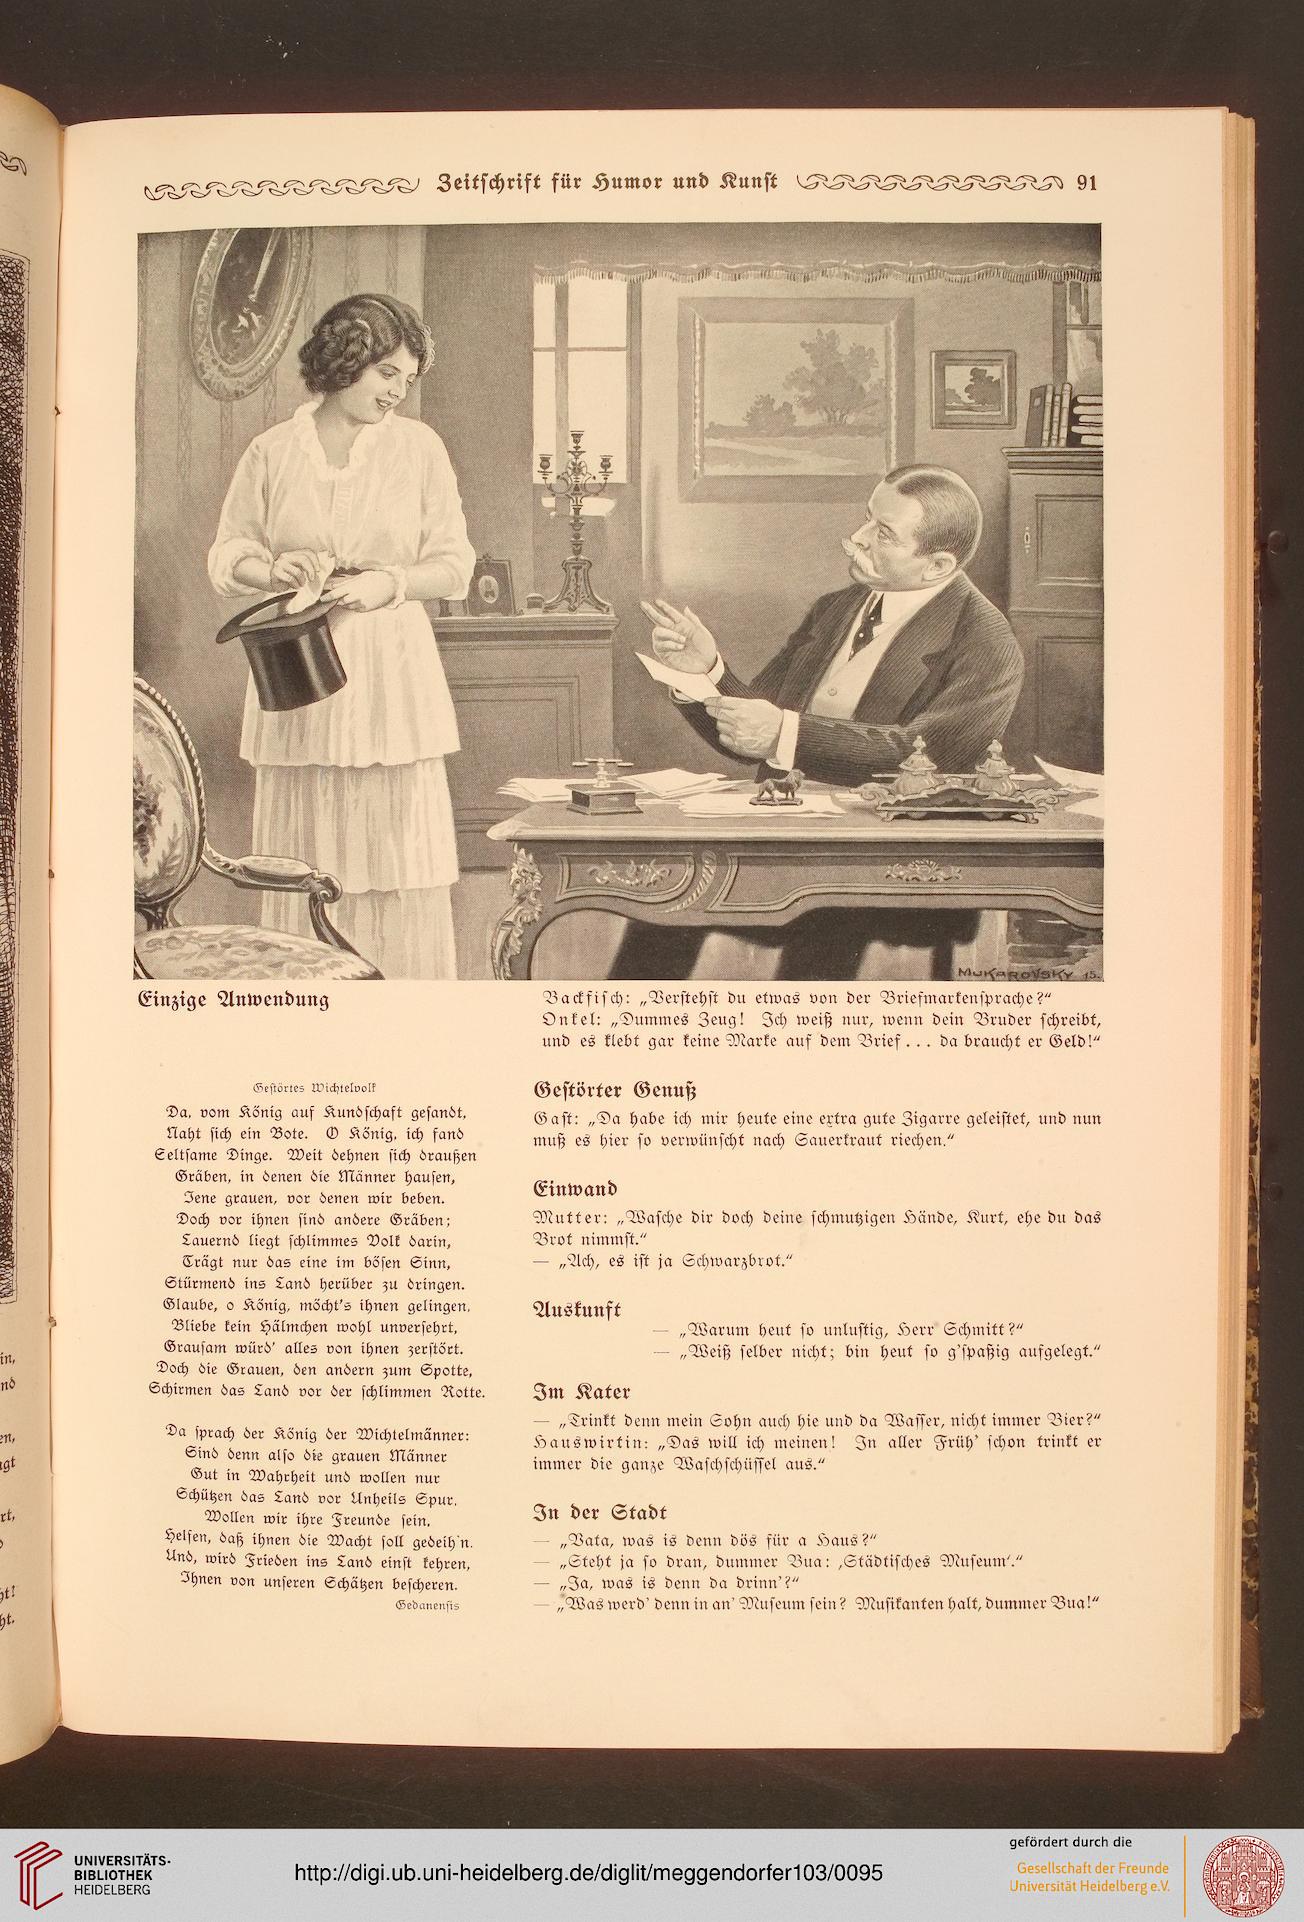 Zeitschrift für Humor und Kunst 91
MUKAROVSKY 15.
Einzige Anwendung
Backfisch: „Verstehst du etwas von der Briefmarkensprache?“
Onkel: „Dummes Zeug! Ich weiß nur, wenn dein Bruder schreibt,
und es klebt gar keine Marke auf dem Brief . . . da braucht er Geld!“
Gestörtes Wichtelvolk
Da, vom König auf Kundschaft gesandt,
Naht sich ein Bote. O König, ich fand
Seltsame Dinge. Weit dehnen sich draußen
Gräben, in denen die Männer hausen,
Jene grauen, vor denen wir beben.
Doch vor ihnen sind andere Gräben;
Lauernd liegt schlimmes Volk darin,
Trägt nur das eine im bösen Sinn,
Stürmend ins Land herüber zu dringen.
Glaube, o König, möcht's ihnen gelingen,
Bliebe kein Hälmchen wohl unversehrt,
Grausam würd' alles von ihnen zerstört.
Doch die Grauen, den andern zum Spotte,
Schirmen das Land vor der schlimmen Rotte.
Da sprach der König der Wichtelmänner:
Sind denn also die grauen Männer
Gut in Wahrheit und wollen nur
Schützen das Land vor Unheils Spur,
Wollen wir ihre Freunde sein,
Helfen, daß ihnen die Wacht soll gedeih'n.
Und, wird Frieden ins Land einst kehren,
Ihnen von unseren Schätzen bescheren.
Gedanensis
Gestörter Genuß
Gast: „Da habe ich mir heute eine extra gute Zigarre geleistet, und nun
muß es hier so verwünscht nach Sauerkraut riechen.“
Einwand
Mutter: „Wasche dir doch deine schmutzigen Hände, Kurt, ehe du das
Brot nimmst.“
— „Ach, es ist ja Schwarzbrot.“
Auskunft
— „Warum heut so unlustig, Herr Schmitt?“
— „Weiß selber nicht; bin heut so g'spaßig aufgelegt.“
Im Kater
— „Trinkt denn mein Sohn auch hie und da Wasser, nicht immer Bier?“
Hauswirtin: „Das will ich meinen! In aller Früh' schon trinkt er
immer die ganze Waschschüssel aus.“
In der Stadt
— „Vata, was is denn dös für a Haus?“
— „Steht ja so dran, dummer Bua: ‚Städtisches Museum‘.“
— „Ja, was is denn da drinn'?“
— „Was werd' denn in an' Museum sein? Musikanten halt, dummer Bua!“
in,
nd
en,
agt
rt,
ht!
ht.
UNIVERSITÄTS-
BIBLIOTHEK
HEIDELBERG
http://digi.ub.uni-heidelberg.de/diglit/meggendorfer103/0095
gefördert durch die
Gesellschaft der Freunde
Universität Heidelberg e.V.